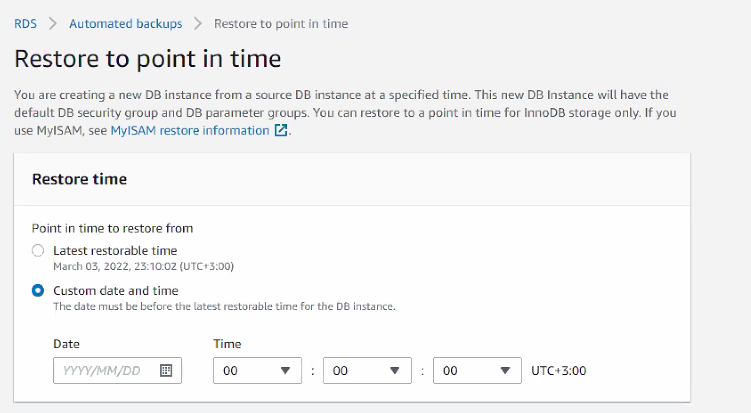 RDS > Automated backups > Restore to point in time
Restore to point in time
You are creating a new DB instance from a source DB instance at a specified time. This new DB Instance will have the
default DB security group and DB parameter groups. You can restore to a point in time for InnoDB storage only. If you
use MyISAM, see MyISAM restore information.
Restore time
Point in time to restore from
Latest restorable time
March 03, 2022, 23:10:02 (UTC+3:00)
Custom date and time
The date must be before the latest restorable time for the DB instance.
Date Time
YYYY/MM/DD 00 : 00 : 00 UTC+3:00